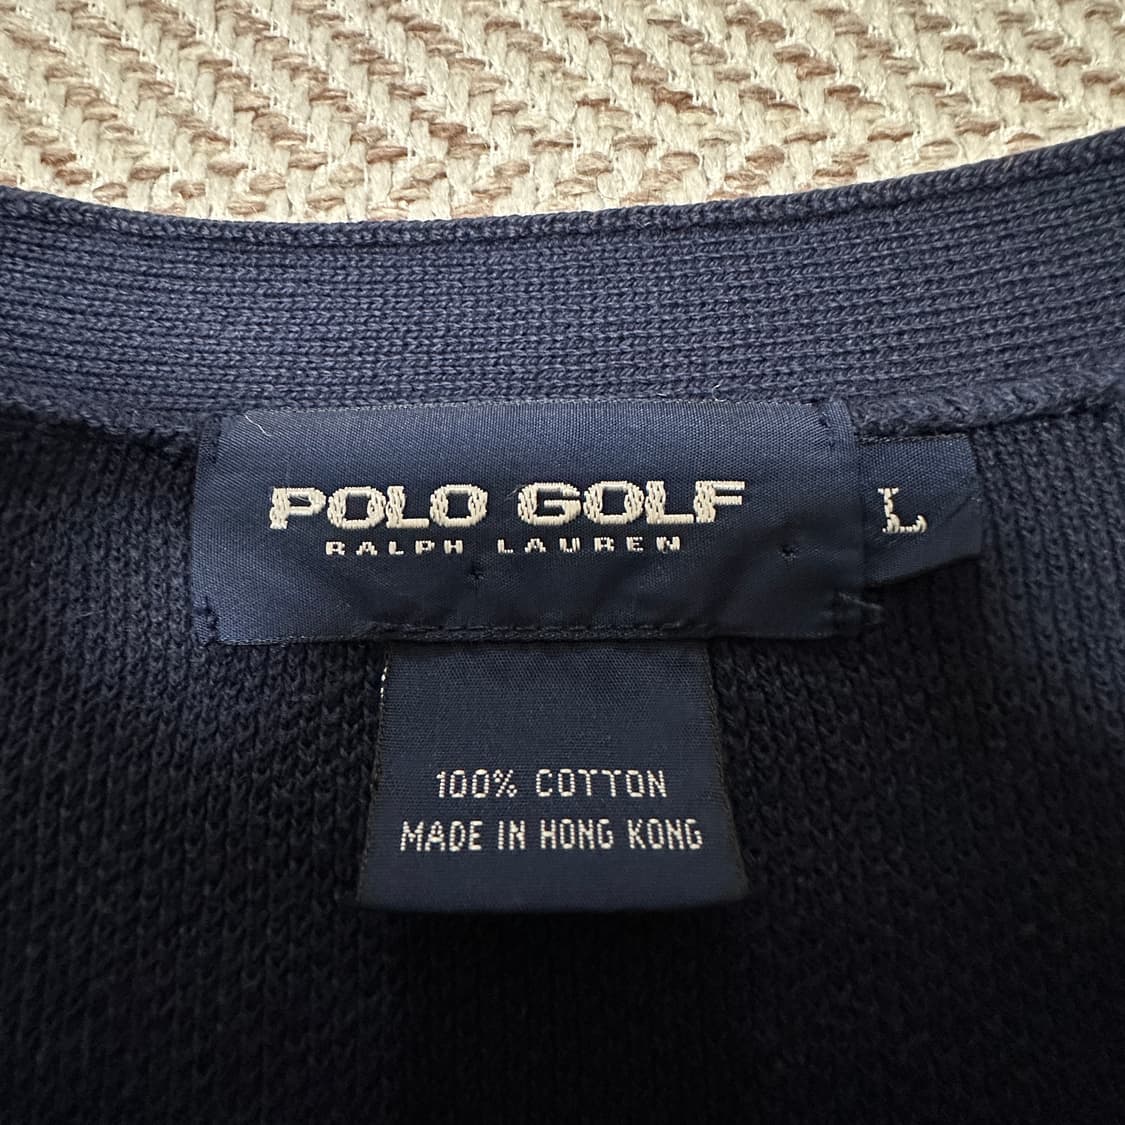 POLO GOLF
RALPH LAUREN
L
100% COTTON
MADE IN HONG KONG